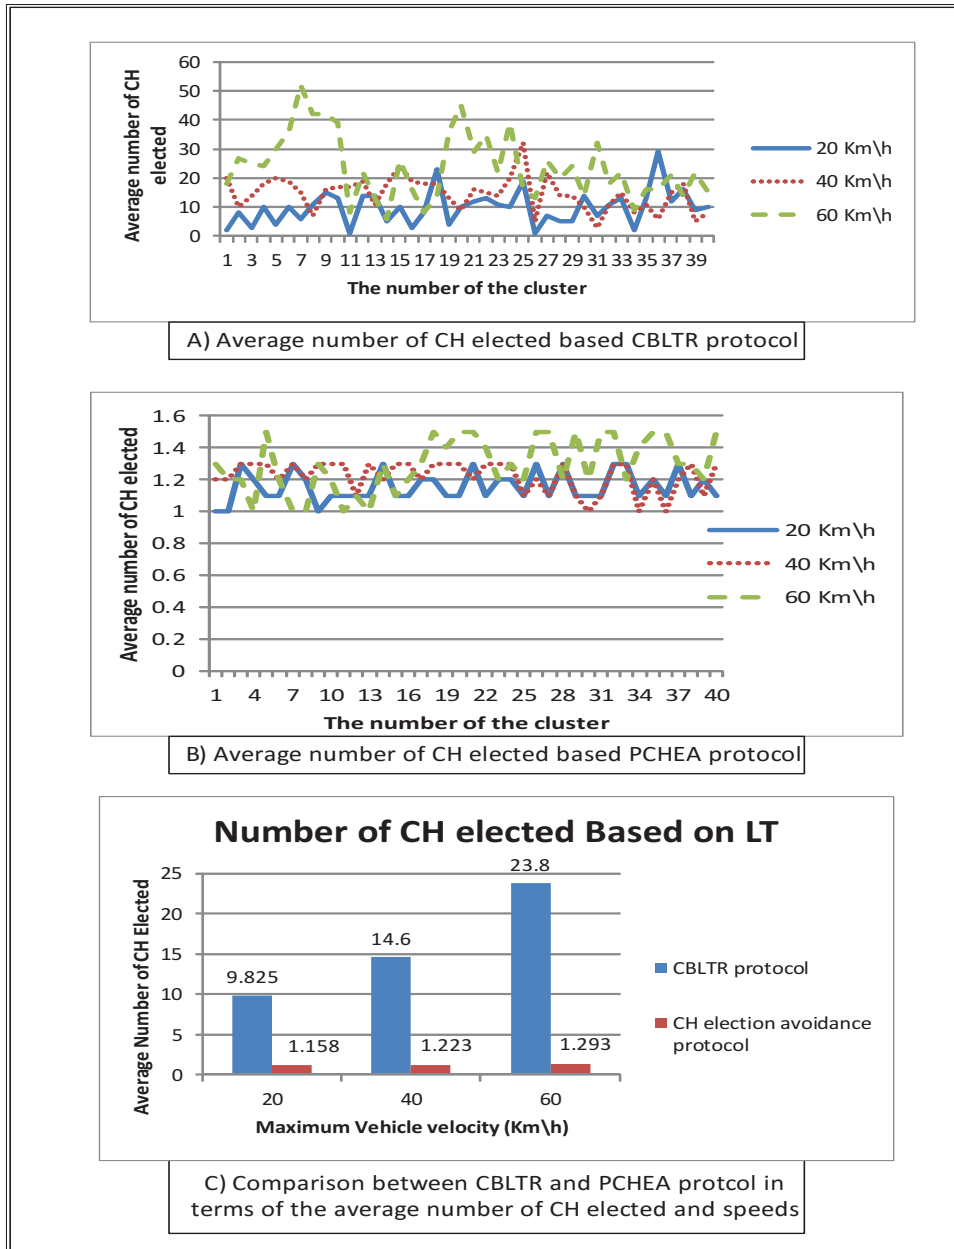 60
50
40
30
20
10
0
Average number of CH
elected
1 3 5 7 9 11 13 15 17 19 21 23 25 27 29 31 33 35 37 39
The number of the cluster
20 Km\h
40 Km\h
60 Km\h
A) Average number of CH elected based CBLTR protocol
1.6
1.4
1.2
1
0.8
0.6
0.4
0.2
0
Average number of CH elected
1 4 7 10 13 16 19 22 25 28 31 34 37 40
The number of the cluster
20 Km\h
40 Km\h
60 Km\h
B) Average number of CH elected based PCHEA protocol
Number of CH elected Based on LT
25
20
15
10
5
0
Average Number of CH Elected
9.825
1.158
14.6
1.223
23.8
1.293
20 40 60
Maximum Vehicle velocity (Km\h)
CBLTR protocol
CH election avoidance
protocol
C) Comparison between CBLTR and PCHEA protcol in
terms of the average number of CH elected and speeds